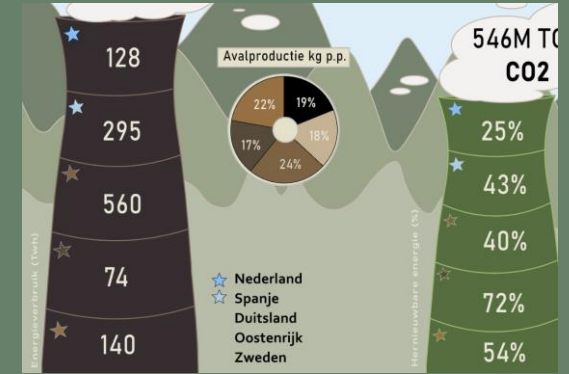 128
295
560
74
140
Energieverbruik (Twh)
Avalproductie kg p.p.
22%
19%
18%
24%
17%
Nederland
Spanje
Duitsland
Oostenrijk
Zweden
546M TO
CO2
25%
43%
40%
72%
54%
Hernieuwbare energie (%)